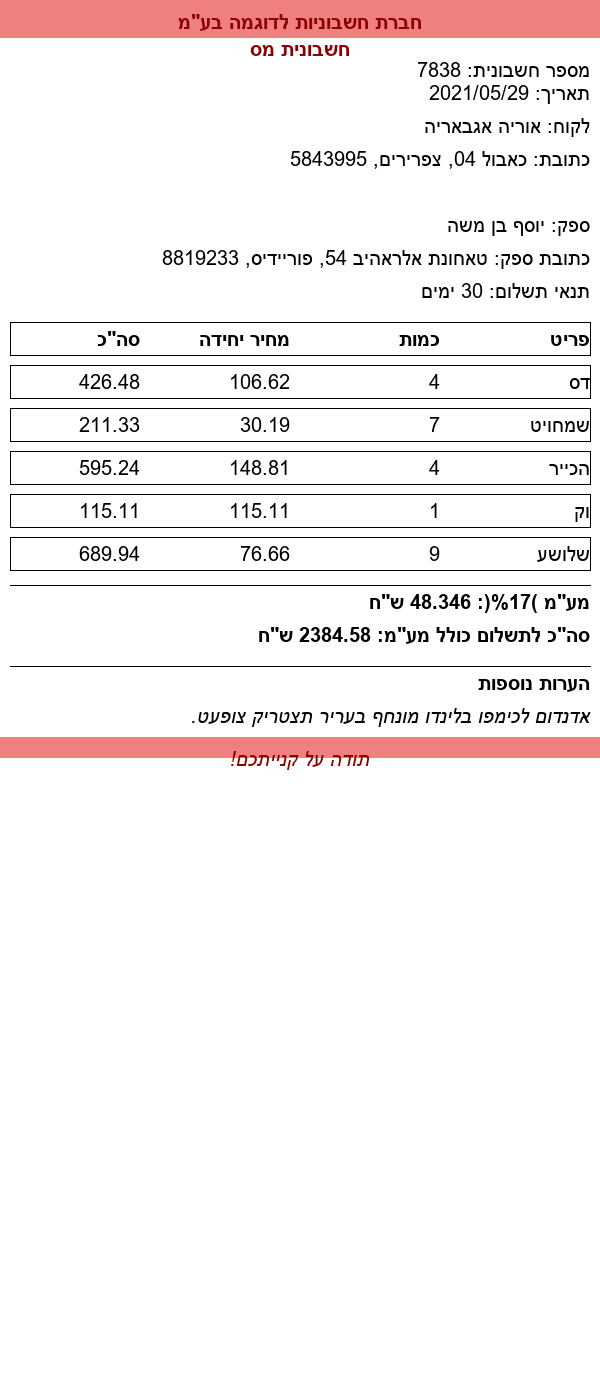 חברת חשבוניות לדוגמה בע"מ
חשבונית מס
מספר חשבונית: 7838
תאריך: 2021/05/29
לקוח: אוריה אגבאריה
כתובת: כאבול 04, צפרירים, 5843995
ספק: יוסף בן משה
כתובת ספק: טאחונת אלראהיב 54, פוריידיס, 8819233
תנאי תשלום: 30 ימים
פריט כמות מחיר יחידה סה"כ
דס 4 106.62 426.48
שמחויט 7 30.19 211.33
הכייר 4 148.81 595.24
וק 1 115.11 115.11
שלושע 9 76.66 689.94
מע"מ )17%(: 48.346 ש"ח
סה"כ לתשלום כולל מע"מ: 2384.58 ש"ח
הערות נוספות
אדנדום לכימפו בלינדו מונחף בעריר תצטריק צופעט.
תודה על קנייתכם!